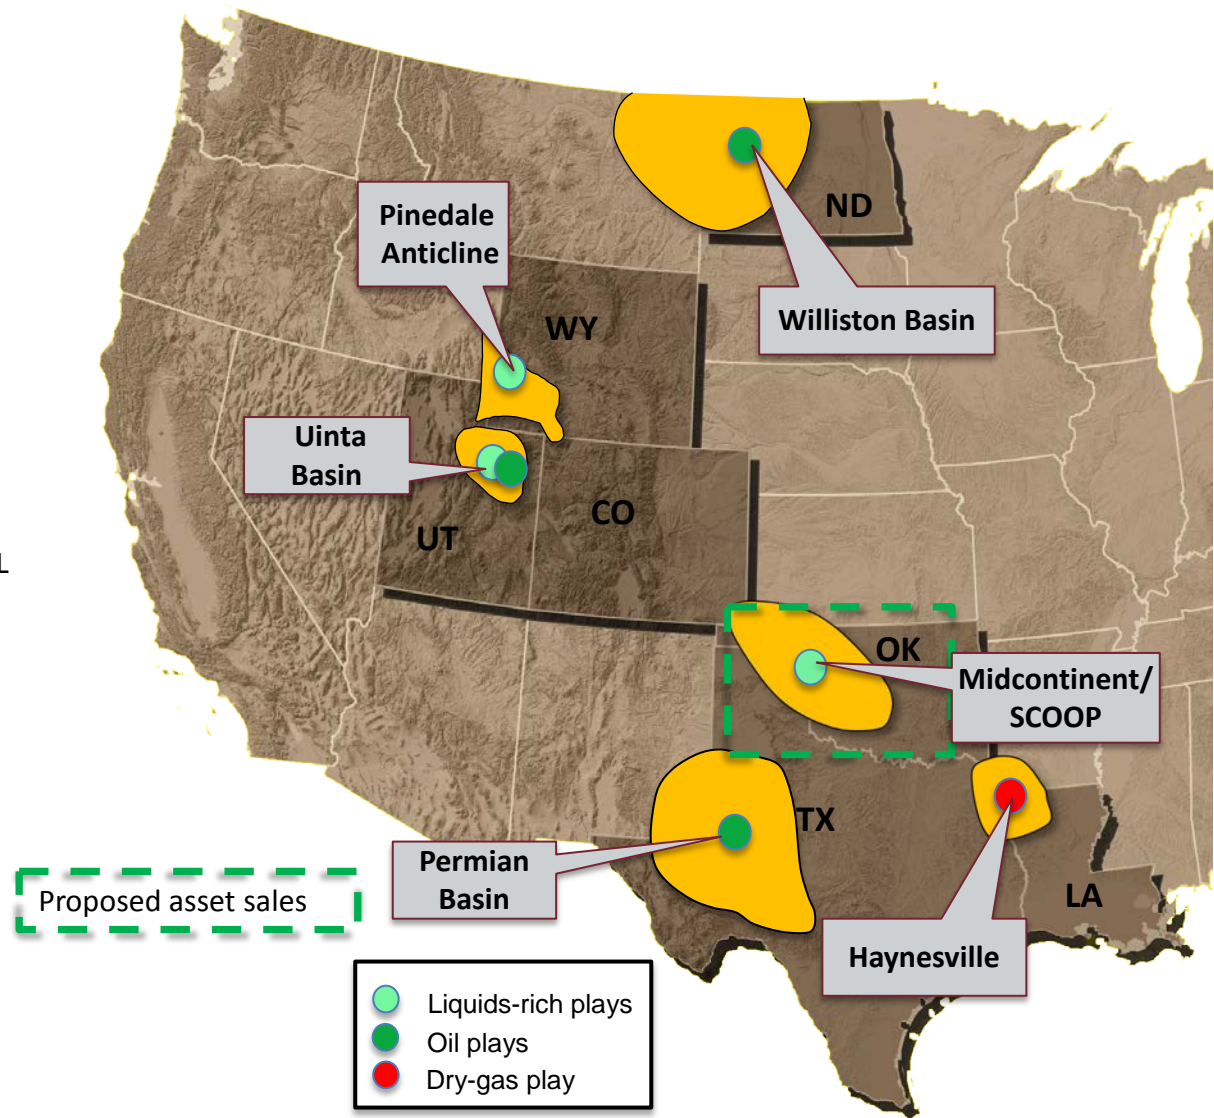 ND
Pinedale
Anticline
Williston Basin
WY
Uinta
Basin
CO
UT
L
OK
Midcontinent/
SCOOP
TX
Permian
Basin
Proposed asset sales
LA
Haynesville
Liquids-rich plays
Oil plays
Dry-gas play